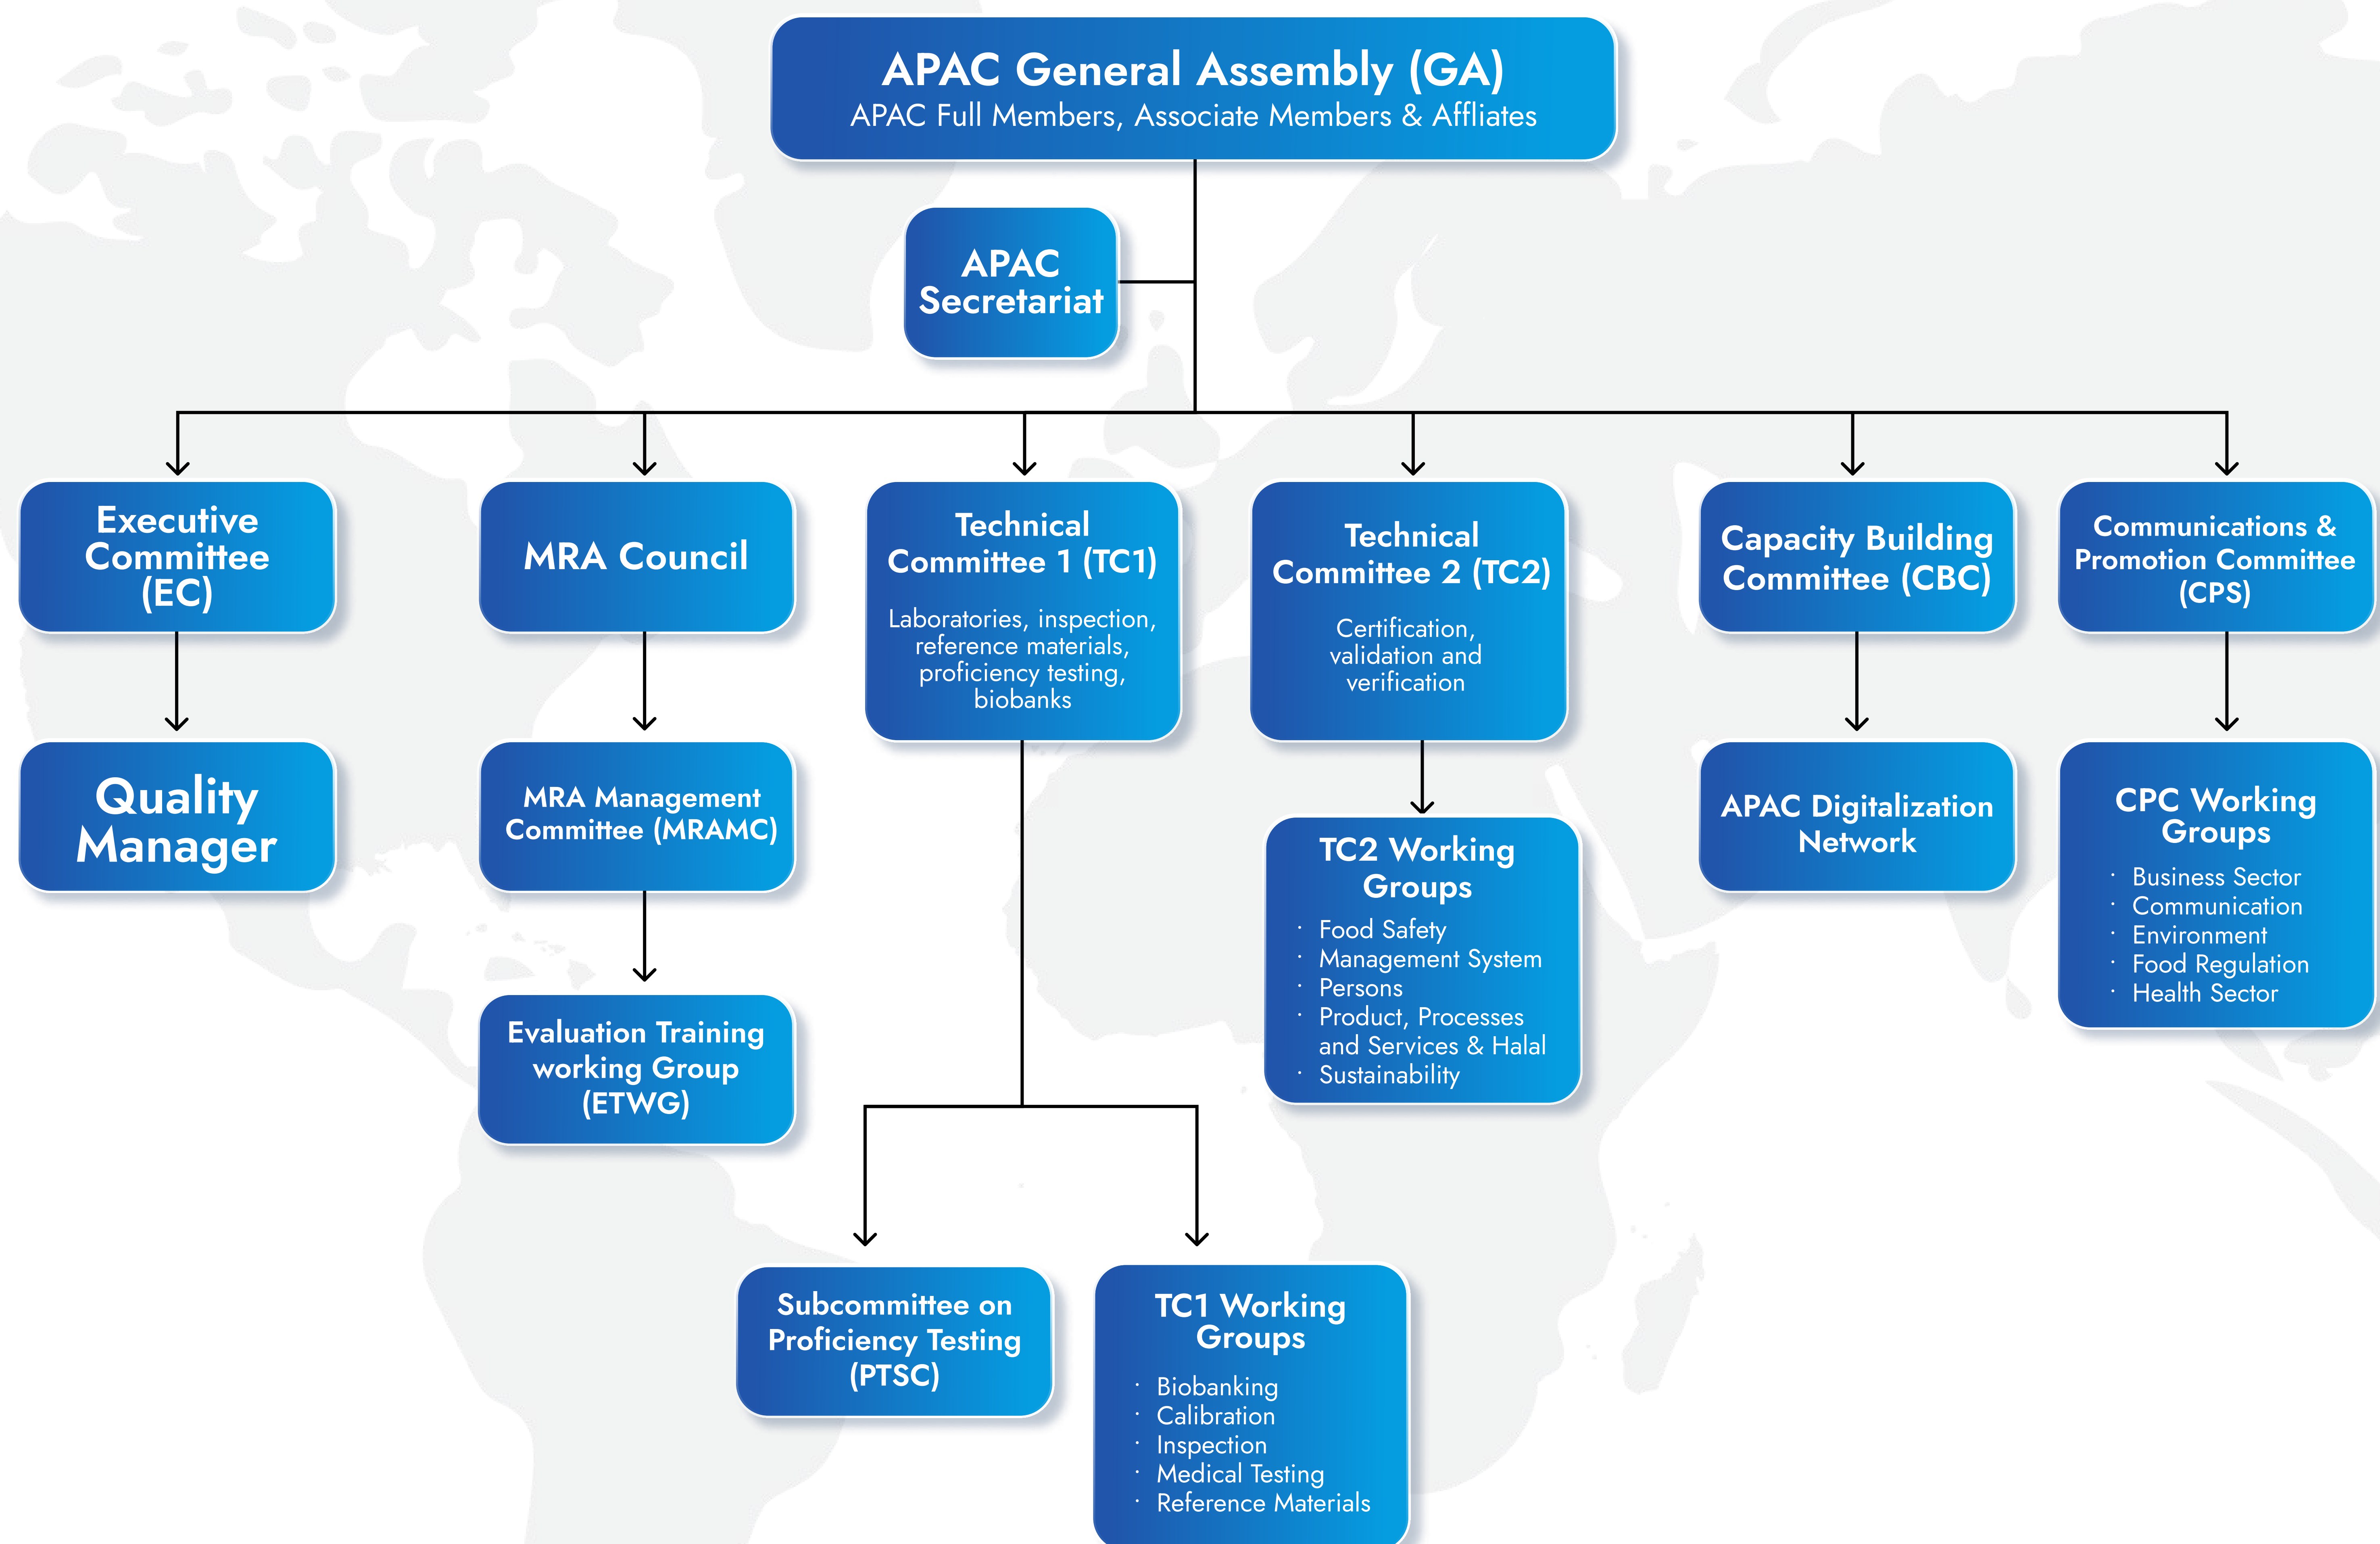 APAC General Assembly (GA)
APAC Full Members, Associate Members & Affliates
APAC
Secretariat
Executive
Committee
(EC)
MRA Council
Technical
Committee 1 (TC1)
Laboratories, inspection,
reference materials,
proficiency testing,
biobanks
Technical
Committee 2 (TC2)
Certification,
validation and
verification
Capacity Building
Committee (CBC)
Communications &
Promotion Committee
(CPS)
Quality
Manager
MRA Management
Committee (MRAMC)
TC2 Working
Groups
· Food Safety
· Management System
· Persons
· Product, Processes
and Services & Halal
· Sustainability
APAC Digitalization
Network
CPC Working
Groups
· Business Sector
· Communication
· Environment
· Food Regulation
· Health Sector
Evaluation Training
working Group
(ETWG)
Subcommittee on
Proficiency Testing
(PTSC)
TC1 Working
Groups
· Biobanking
· Calibration
· Inspection
· Medical Testing
· Reference Materials